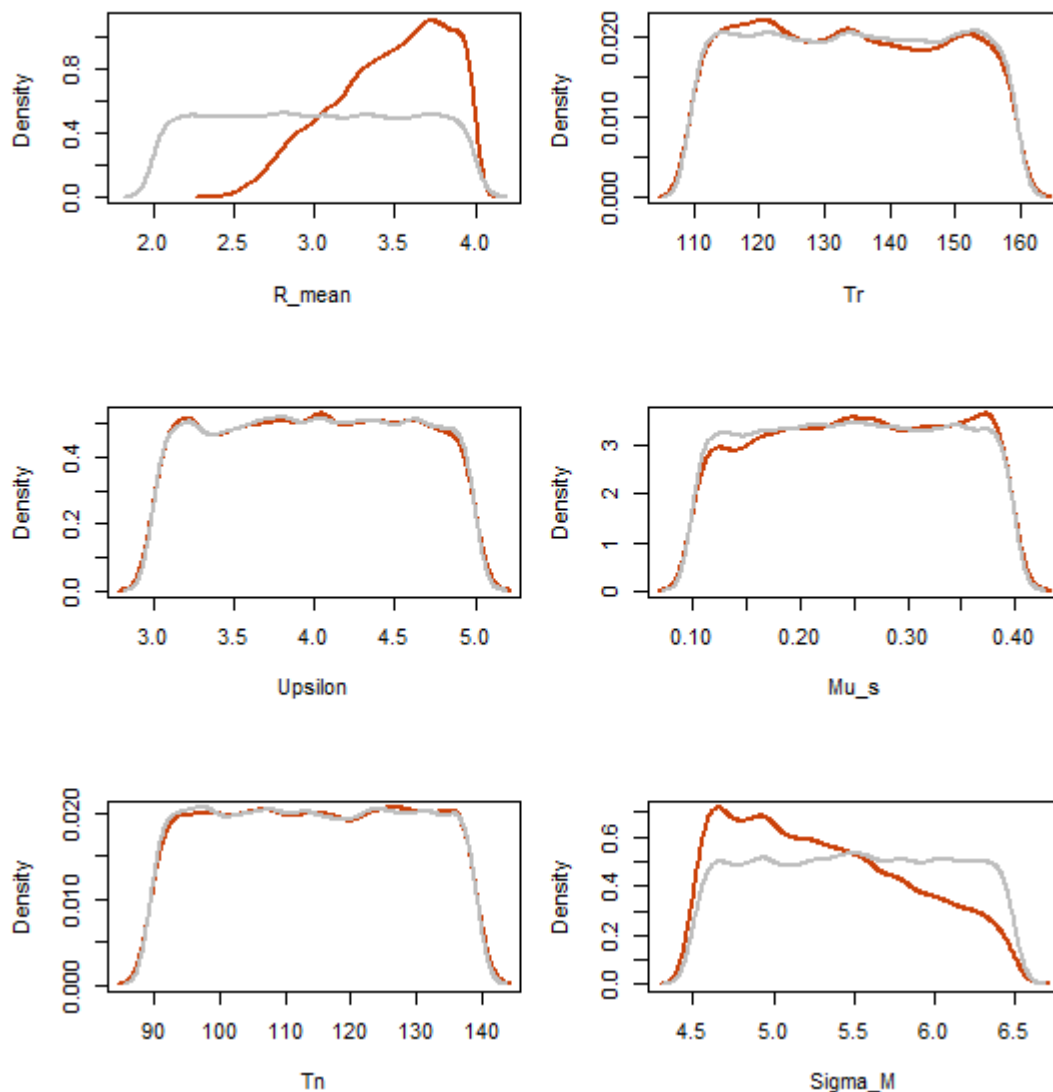 Density
0.0 0.4 0.8
2.0 2.5 3.0 3.5 4.0
R_mean
Density
0.000 0.010 0.020
110 120 130 140 150 160
Tr
Density
0.0 0.2 0.4
3.0 3.5 4.0 4.5 5.0
Upsilon
Density
0 1 2 3
0.10 0.20 0.30 0.40
Mu_s
Density
0.000 0.010 0.020
90 100 110 120 130 140
Tn
Density
0.0 0.2 0.4 0.6
4.5 5.0 5.5 6.0 6.5
Sigma_M